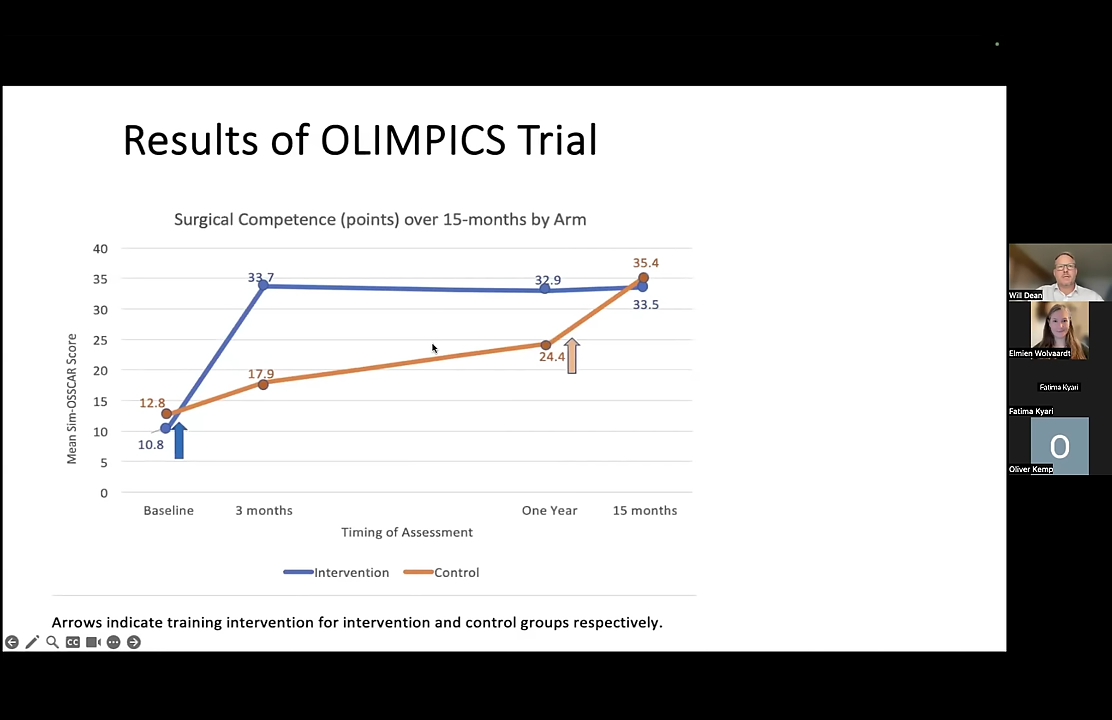 Results of OLIMPICS Trial
Surgical Competence (points) over 15-months by Arm
Mean Sim-OSSCAR Score
40
35
30
25
20
15
10
5
0
33.7
32.9
35.4
33.5
24.4
17.9
12.8
10.8
Baseline
3 months
One Year
15 months
Timing of Assessment
Intervention
Control
Arrows indicate training intervention for intervention and control groups respectively.
CC
Will Dean
Elmien Wolvaardt
Fatima Kyari
Fatima Kyari
O
Oliver Kemp